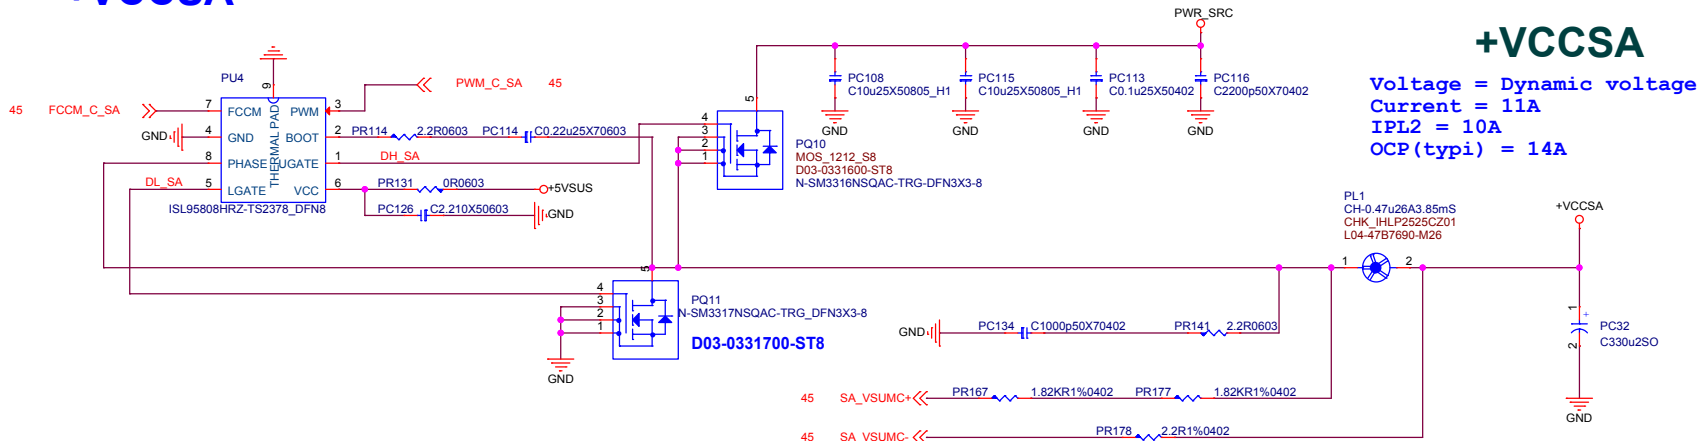 +VCCSA
PWR_SRC
+VCCSA
Voltage = Dynamic voltage
Current = 11A
IPL2 = 10A
OCP(typi) = 14A
PU4
9
PWM_C_SA 45
45 FCCM_C_SA
7 FCCM PWM 3
GND 4 GND BOOT 2
8 PHASE UGATE 1
5 LGATE VCC 6
THERMAL PAD
ISL95808HRZ-TS2378_DFN8
PR114 2.2R0603 PC114 C0.22u25X70603
DH_SA
DL_SA
PR131 0R0603 +5VSUS
PC126 C2.210X50603 GND
PC108
C10u25X50805_H1
GND
PC115
C10u25X50805_H1
GND
PC113
C0.1u25X50402
GND
PC116
C2200p50X70402
GND
5
4
3
2
1
PQ10
MOS_1212_S8
D03-0331600-ST8
N-SM3316NSQAC-TRG-DFN3X3-8
PL1
CH-0.47u26A3.85mS
CHK_IHLP2525CZ01
L04-47B7690-M26
1 2
+VCCSA
5
4
3
2
1
PQ11
N-SM3317NSQAC-TRG_DFN3X3-8
D03-0331700-ST8
GND
GND PC134 C1000p50X70402 PR141 2.2R0603
1
+
2
PC32
C330u2SO
GND
45 SA_VSUMC+ PR167 1.82KR1%0402 PR177 1.82KR1%0402
45 SA_VSUMC- PR178 2.2R1%0402